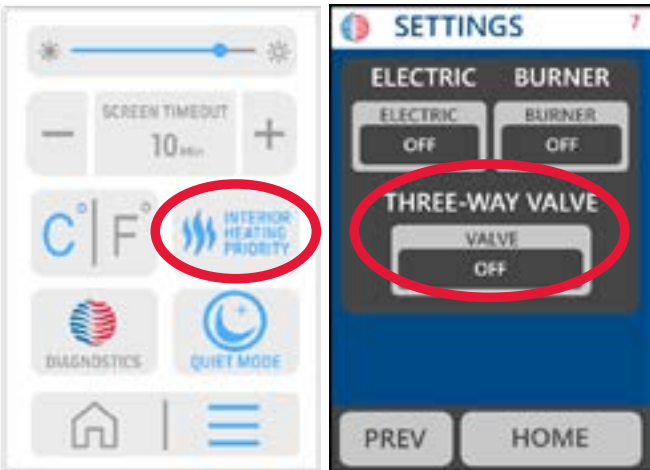 SCREEN TIMEOUT
10 Min
C° | F°
INTERIOR
HEATING
PRIORITY
DIAGNOSTICS
QUIET MODE
SETTINGS 7
ELECTRIC BURNER
ELECTRIC BURNER
OFF OFF
THREE-WAY VALVE
VALVE
OFF
PREV HOME